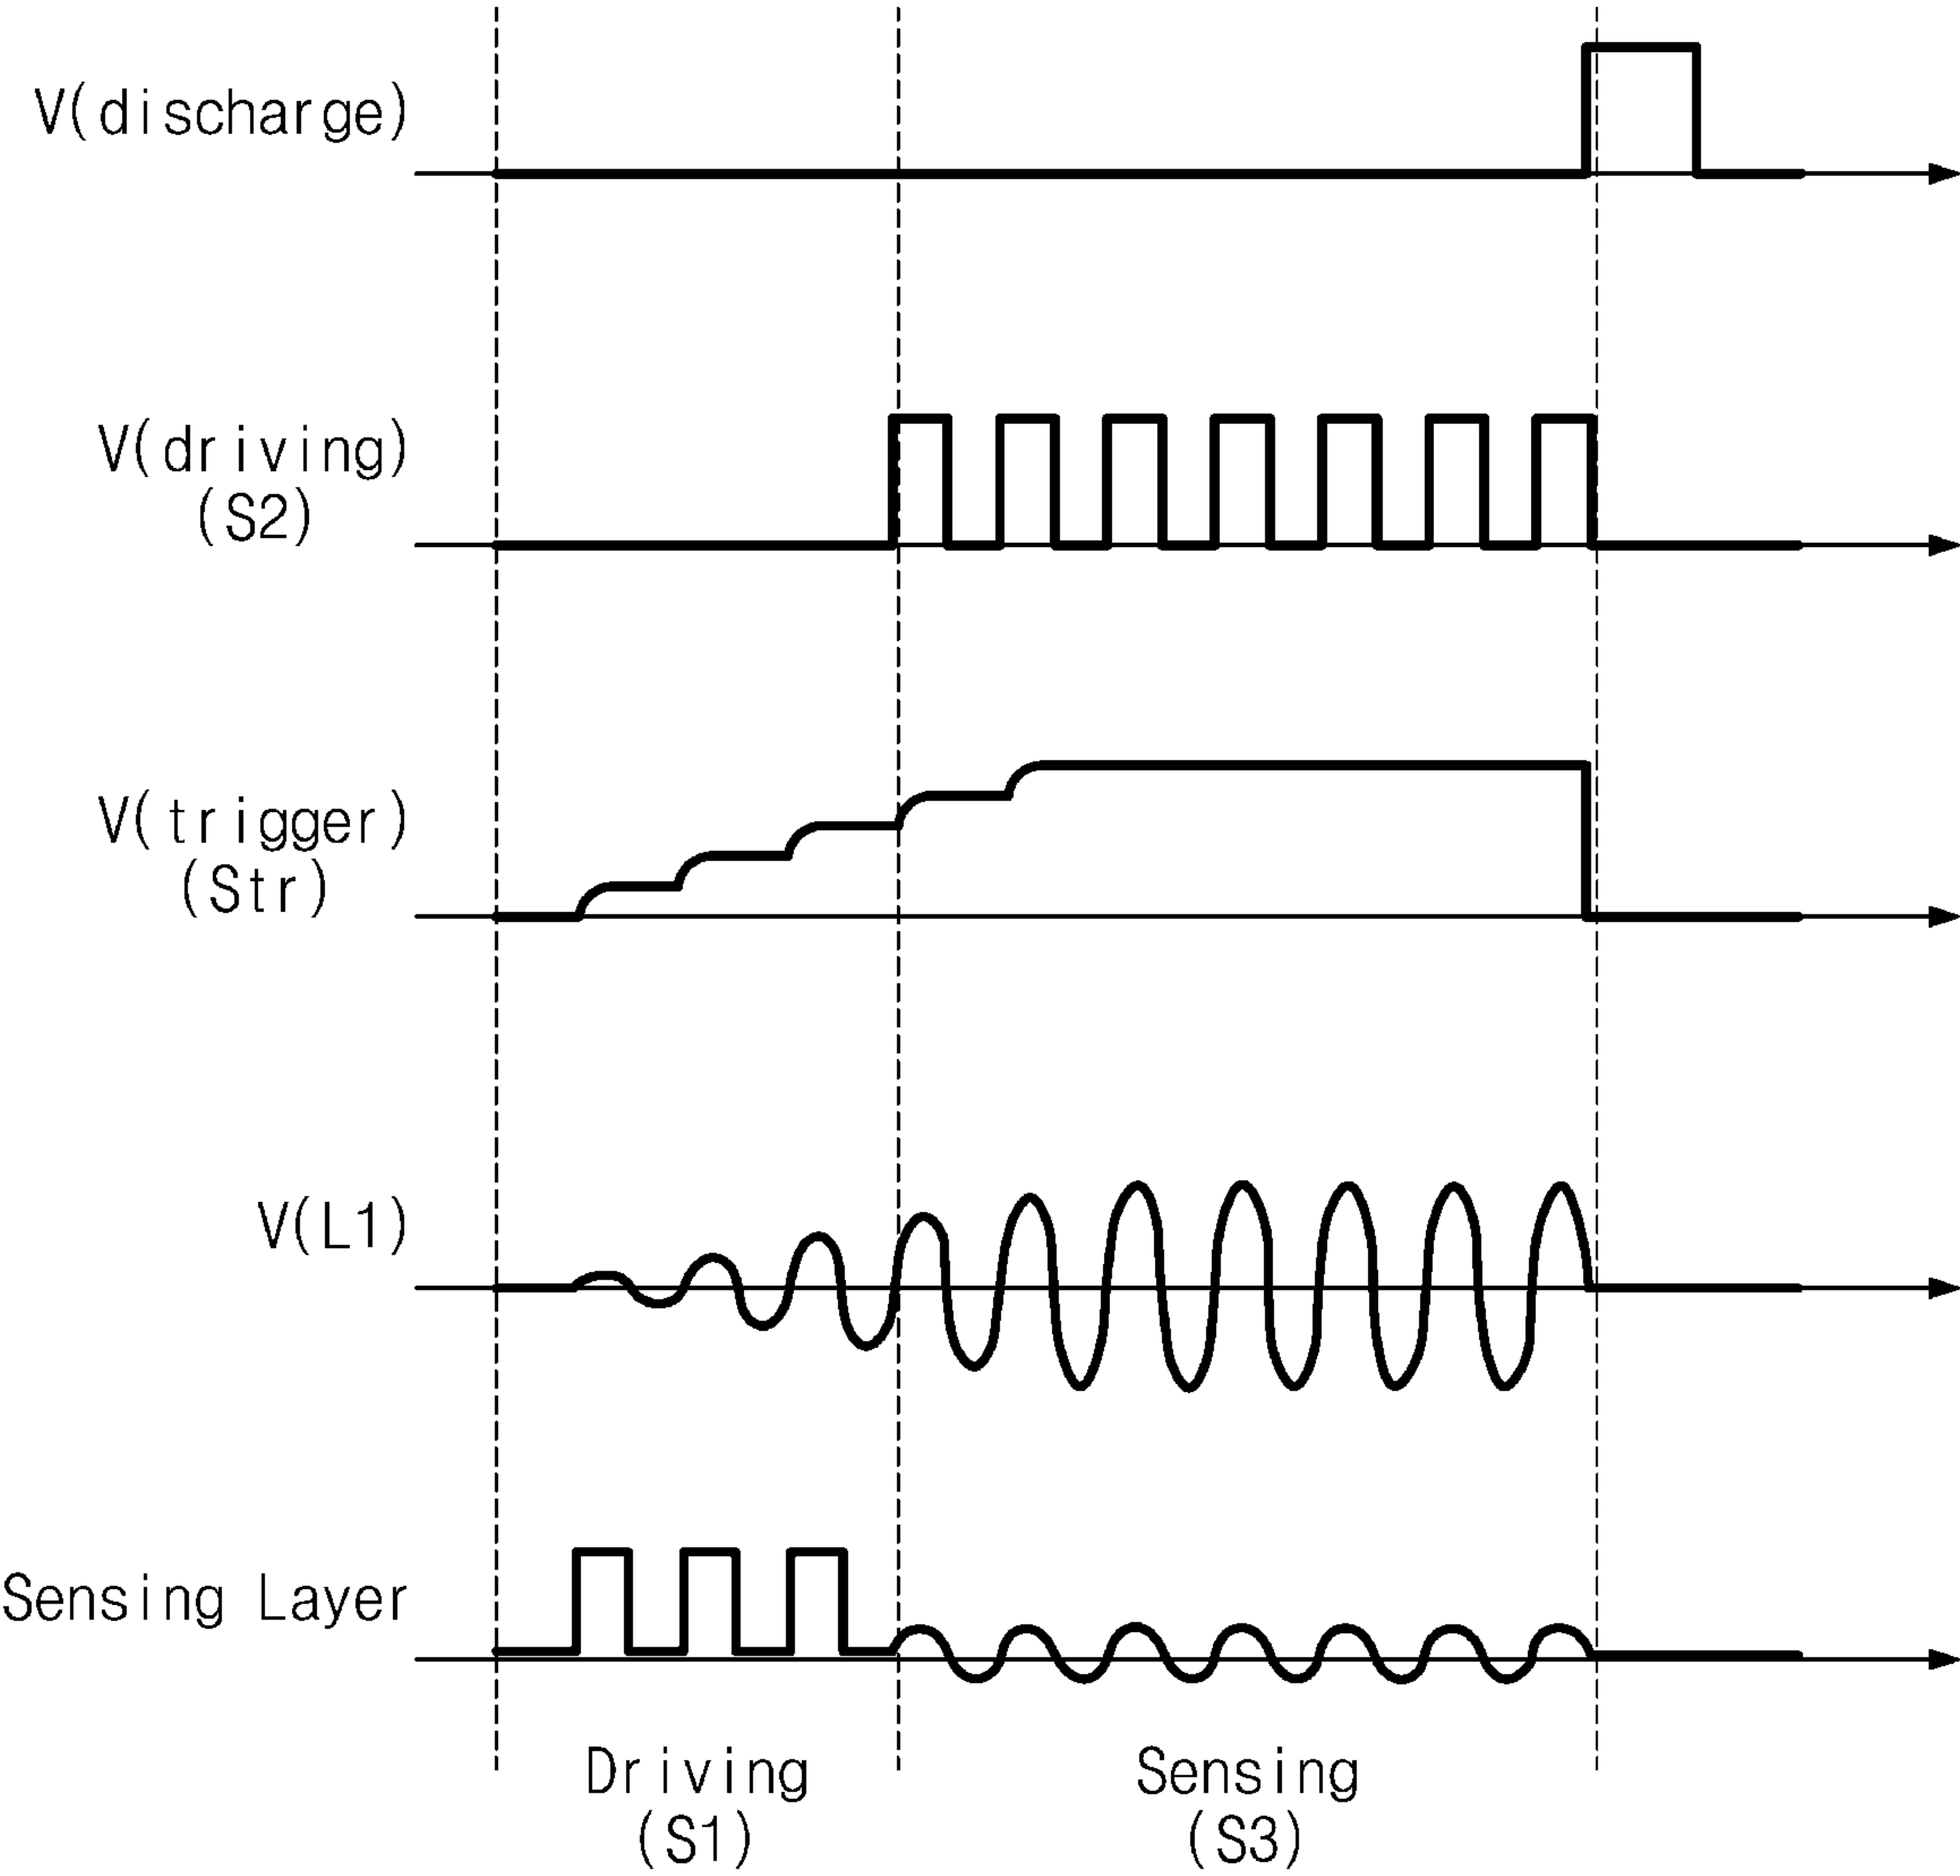 V(discharge)
V(driving)
(S2)
V(trigger)
(Str)
V(L1)
Sensing Layer
Driving
(S1)
Sensing
(S3)